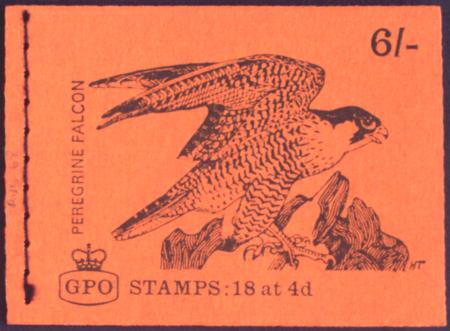 6/-
PEREGRINE FALCON
GPO STAMPS:18 at 4d
HT